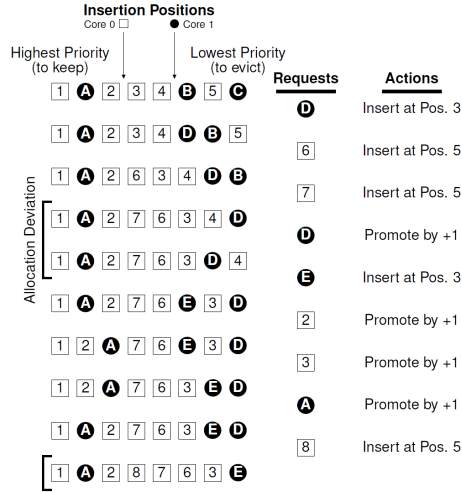 Insertion Positions
Core 0 Core 1
Highest Priority
(to keep)
Lowest Priority
(to evict)
Requests Actions
1 A 2 3 4 B 5 C
D Insert at Pos. 3
1 A 2 3 4 D B 5
6 Insert at Pos. 5
1 A 2 6 3 4 D B
7 Insert at Pos. 5
Allocation Deviation
1 A 2 7 6 3 4 D
D Promote by +1
1 A 2 7 6 3 D 4
E Insert at Pos. 3
1 A 2 7 6 E 3 D
2 Promote by +1
1 2 A 7 6 E 3 D
3 Promote by +1
1 2 A 7 6 3 E D
A Promote by +1
1 A 2 7 6 3 E D
8 Insert at Pos. 5
1 A 2 8 7 6 3 E